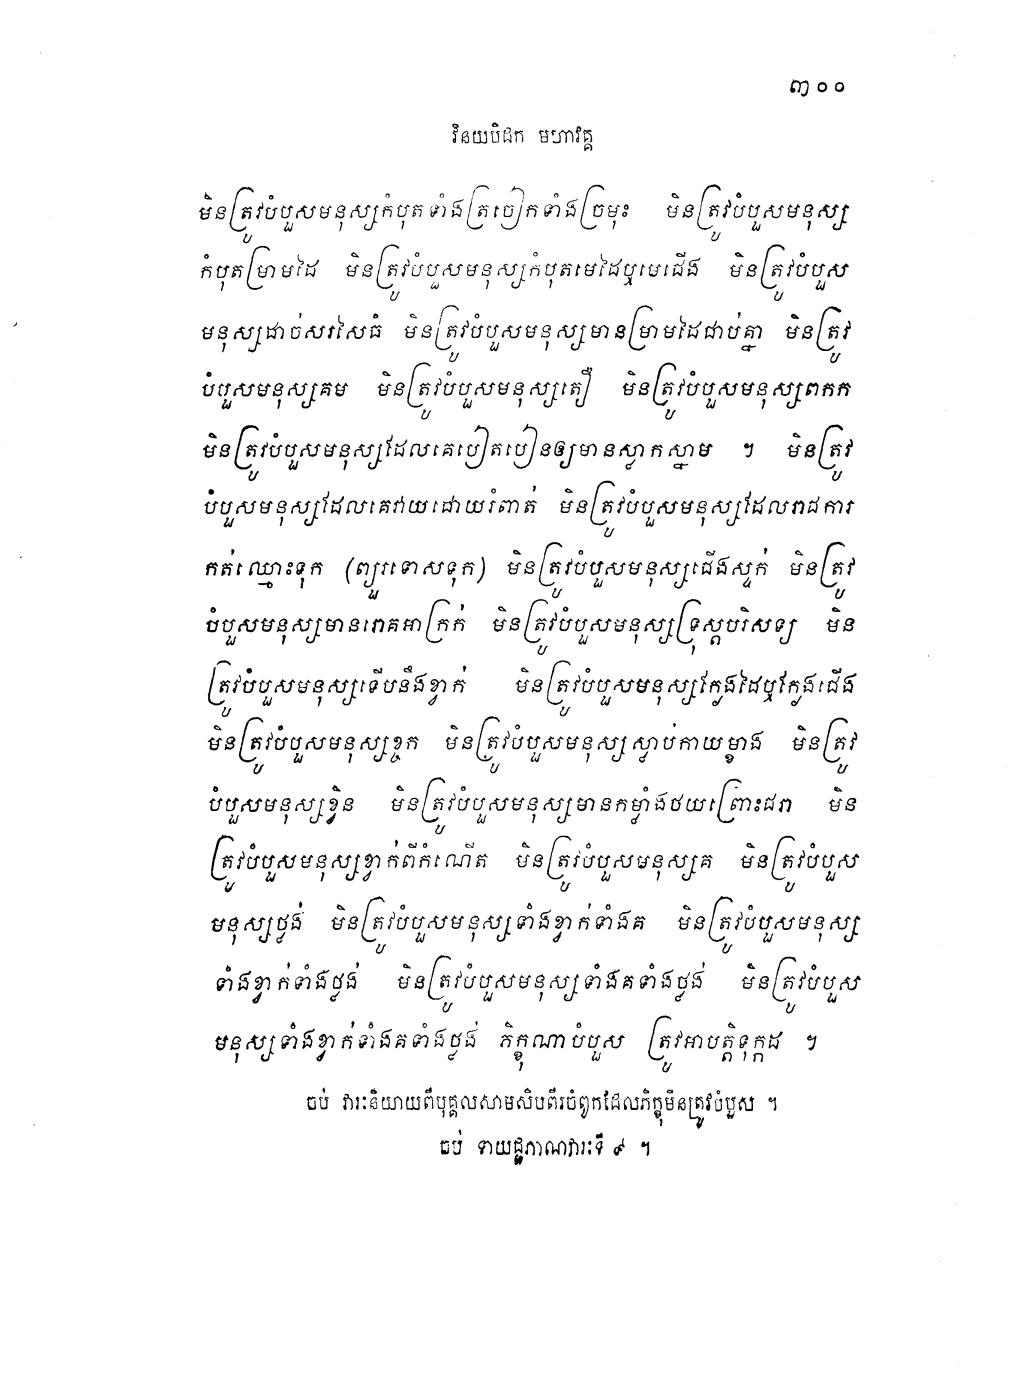 ៣០០
វិនយបិដក មហាវគ្គ
មិនត្រូវបំបួសមនុស្សកំបុតទាំងត្រចៀកទាំងច្រមុះ មិនត្រូវបំបួសមនុស្ស
កំបុតម្រាមដៃ មិនត្រូវបំបួសមនុស្សកំបុតមេដៃឬមេជើង មិនត្រូវបំបួស
មនុស្សដាច់សរសៃធំ មិនត្រូវបំបួសមនុស្សមានម្រាមដៃជាប់គ្នា មិនត្រូវ
បំបួសមនុស្សគម មិនត្រូវបំបួសមនុស្សតឿ មិនត្រូវបំបួសមនុស្សពកក
មិនត្រូវបំបួសមនុស្សដែលគេបៀតបៀនឲ្យមានស្លាកស្នាម ។ មិនត្រូវ
បំបួសមនុស្សដែលគេវាយដោយរំពាត់ មិនត្រូវបំបួសមនុស្សដែលរាជការ
កត់ឈ្មោះទុក (ព្យួរទោសទុក) មិនត្រូវបំបួសមនុស្សជើងស្ទក់ មិនត្រូវ
បំបួសមនុស្សមានរោគអាក្រក់ មិនត្រូវបំបួសមនុស្សទ្រុស្តបរិសទ្យ មិន
ត្រូវបំបួសមនុស្សទើបនឹងខ្វាក់ មិនត្រូវបំបួសមនុស្សក្ងែងដៃឬក្ងែងជើង
មិនត្រូវបំបួសមនុស្សខ្ចក មិនត្រូវបំបួសមនុស្សស្លាប់កាយម្ខាង មិនត្រូវ
បំបួសមនុស្សខ្វិន មិនត្រូវបំបួសមនុស្សមានកម្លាំងថយព្រោះជរា មិន
ត្រូវបំបួសមនុស្សខ្វាក់ពីកំណើត មិនត្រូវបំបួសមនុស្សគ មិនត្រូវបំបួស
មនុស្សថ្លង់ មិនត្រូវបំបួសមនុស្សទាំងខ្វាក់ទាំងគ មិនត្រូវបំបួសមនុស្ស
ទាំងខ្វាក់ទាំងថ្លង់ មិនត្រូវបំបួសមនុស្សទាំងគទាំងថ្លង់ មិនត្រូវបំបួស
មនុស្សទាំងខ្វាក់ទាំងគទាំងថ្លង់ ភិក្ខុណាបំបួស ត្រូវអាបត្តិទុក្កដ ។
ចប់ វារៈនិយាយពីបុគ្គលសាមសិបពីរចំពូកដែលភិក្ខុមិនត្រូវបំបួស ។
ចប់ ទាយជ្ជភាណវារៈទី ៩ ។